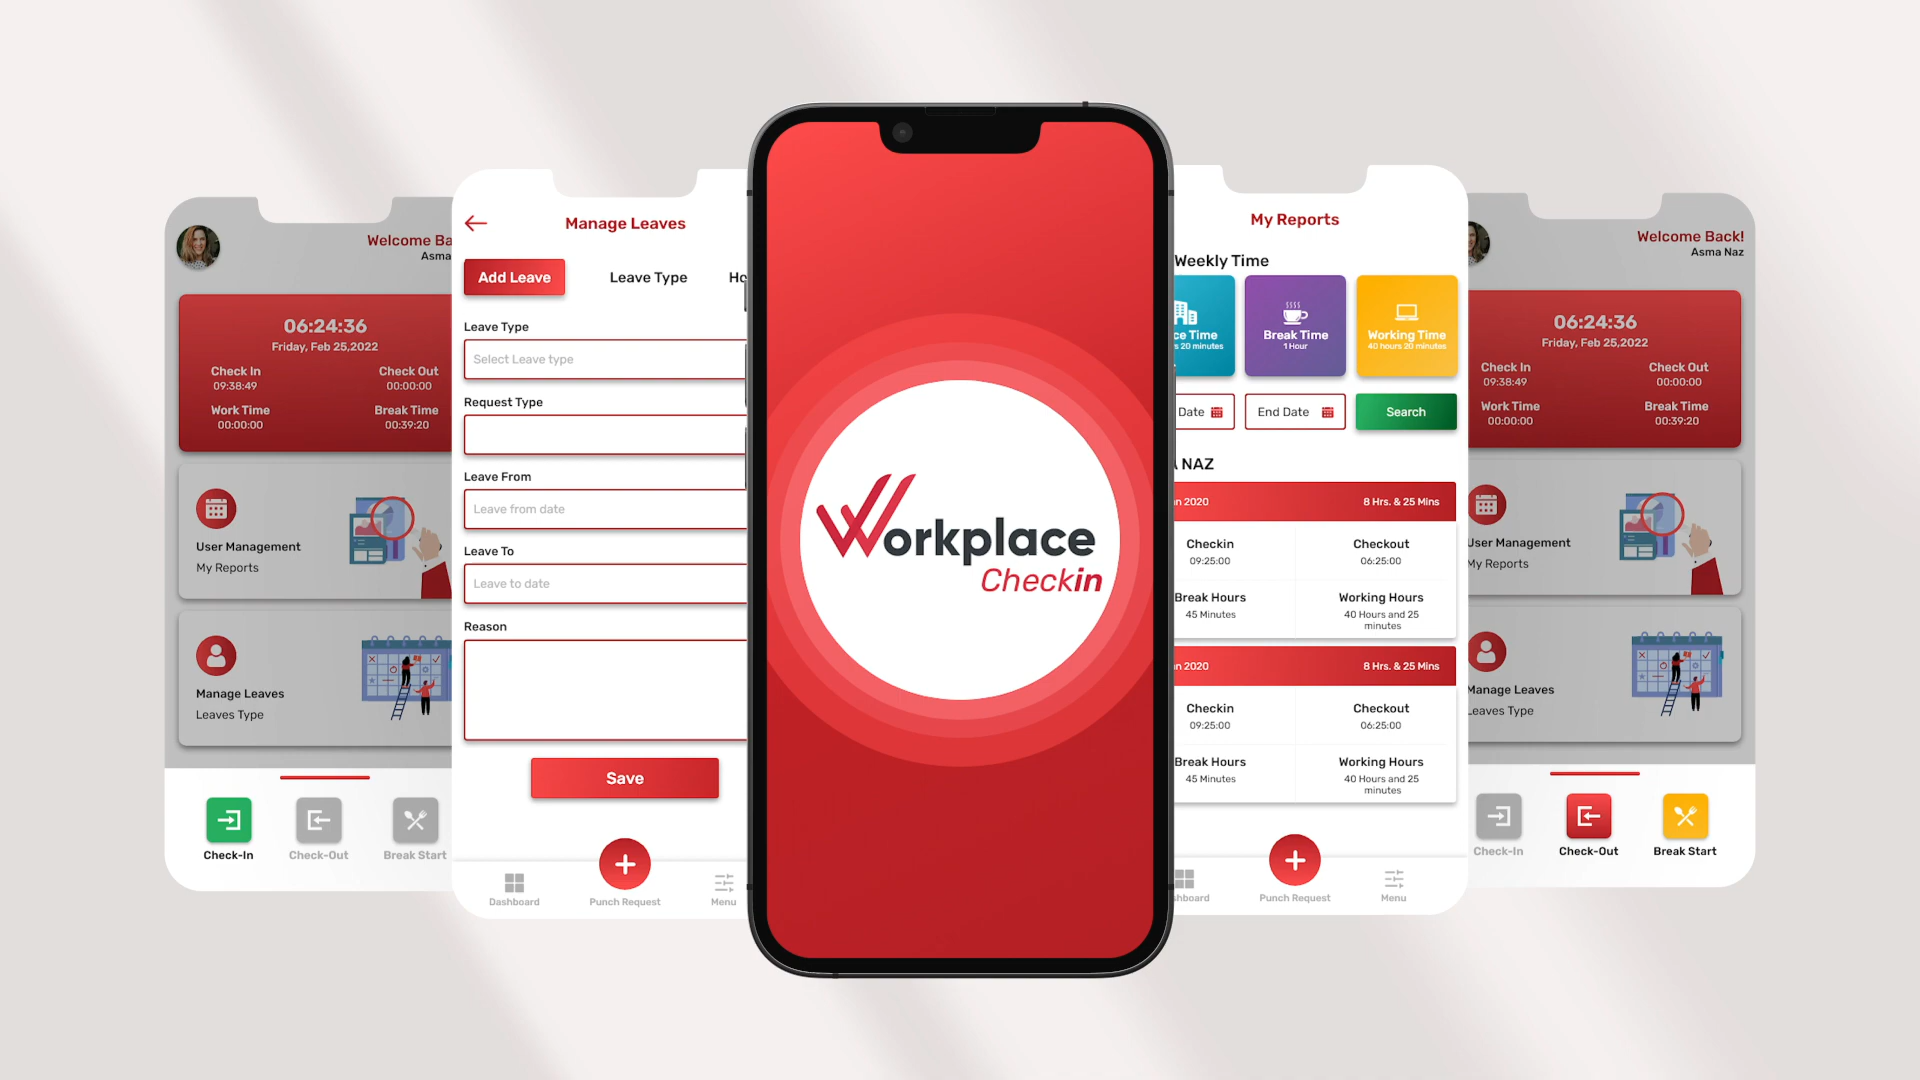 Welcome Ba
Asma
06:24:36
Friday, Feb 25,2022
Check In
Check Out
09:38:49
00:00:00
Work Time
Break Time
00:00:00
00:39:20
User Management
My Reports
Manage Leaves
Leaves Type
Check-In
Check-Out
Break Start
Manage Leaves
Add Leave
Leave Type
Ho
Leave Type
Select Leave type
Request Type
Leave From
Leave from date
Leave To
Leave to date
Reason
Save
Dashboard
Punch Request
Menu
Workplace
Checkin
My Reports
Weekly Time
ce Time
s 20 minutes
Break Time
1 Hour
Working Time
40 hours 20 minutes
Date
End Date
Search
NAZ
n 2020
8 Hrs. & 25 Mins
Checkin
Checkout
09:25:00
06:25:00
Break Hours
Working Hours
45 Minutes
40 Hours and 25
minutes
n 2020
8 Hrs. & 25 Mins
Checkin
Checkout
09:25:00
06:25:00
Break Hours
Working Hours
45 Minutes
40 Hours and 25
minutes
hboard
Punch Request
Menu
Welcome Back!
Asma Naz
06:24:36
Friday, Feb 25,2022
Check In
Check Out
09:38:49
00:00:00
Work Time
Break Time
00:00:00
00:39:20
User Management
My Reports
Manage Leaves
Leaves Type
Check-In
Check-Out
Break Start